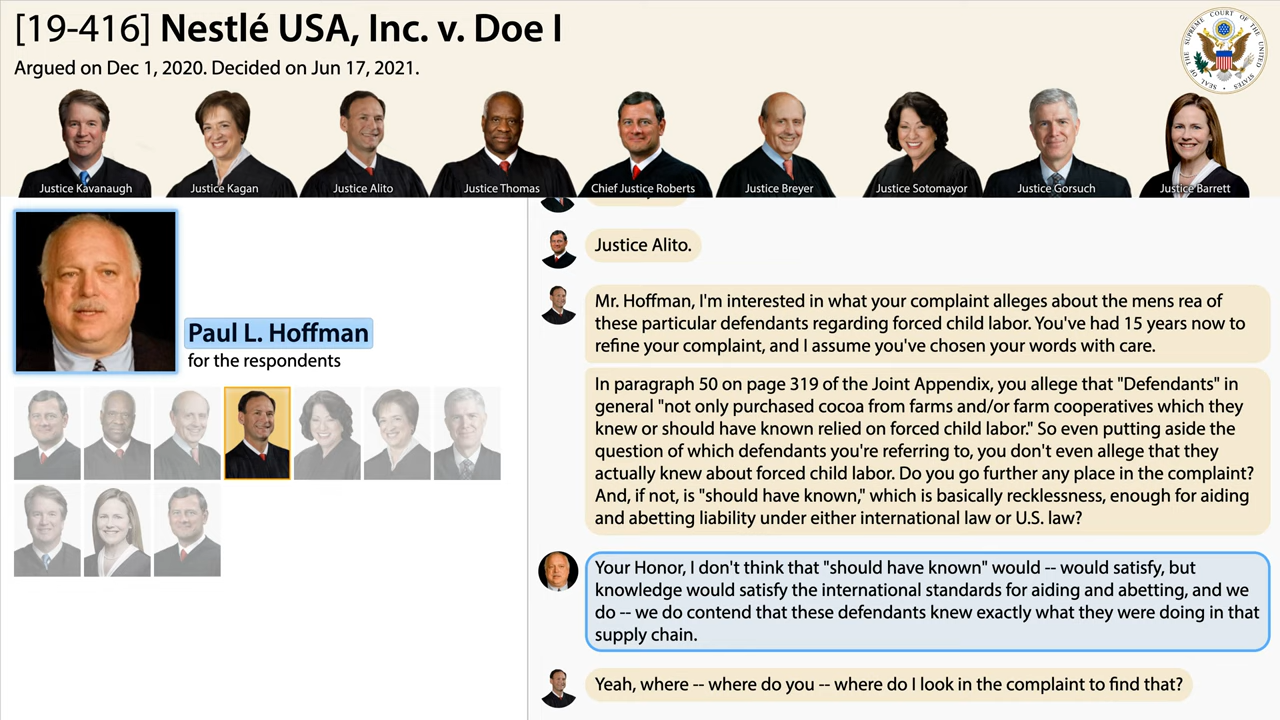 [19-416] Nestlé USA, Inc. v. Doe I
Argued on Dec 1, 2020. Decided on Jun 17, 2021.
SEAL OF THE SUPREME COURT OF THE UNITED STATES
Justice Kavanaugh
Justice Kagan
Justice Alito
Justice Thomas
Chief Justice Roberts
Justice Breyer
Justice Sotomayor
Justice Gorsuch
Justice Barrett
Paul L. Hoffman
for the respondents
Justice Alito.
Mr. Hoffman, I'm interested in what your complaint alleges about the mens rea of
these particular defendants regarding forced child labor. You've had 15 years now to
refine your complaint, and I assume you've chosen your words with care.
In paragraph 50 on page 319 of the Joint Appendix, you allege that "Defendants" in
general "not only purchased cocoa from farms and/or farm cooperatives which they
knew or should have known relied on forced child labor." So even putting aside the
question of which defendants you're referring to, you don't even allege that they
actually knew about forced child labor. Do you go further any place in the complaint?
And, if not, is "should have known," which is basically recklessness, enough for aiding
and abetting liability under either international law or U.S. law?
Your Honor, I don't think that "should have known" would -- would satisfy, but
knowledge would satisfy the international standards for aiding and abetting, and we
do -- we do contend that these defendants knew exactly what they were doing in that
supply chain.
Yeah, where -- where do you -- where do I look in the complaint to find that?